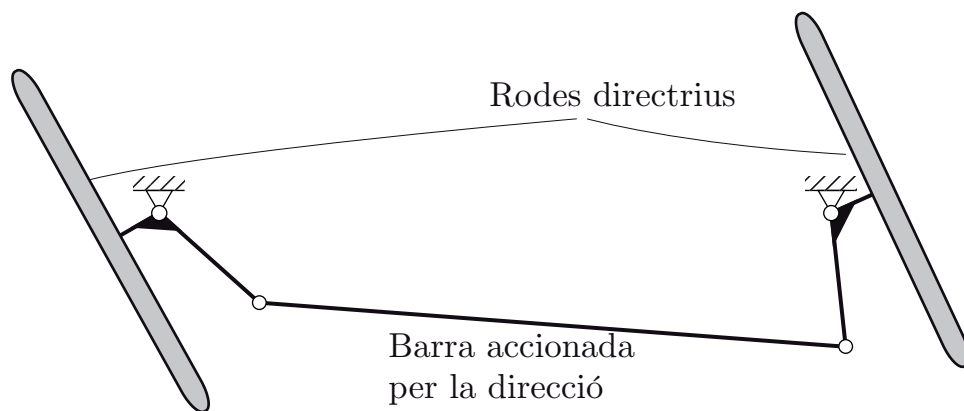 Rodes directrius
Barra accionada
per la direcció